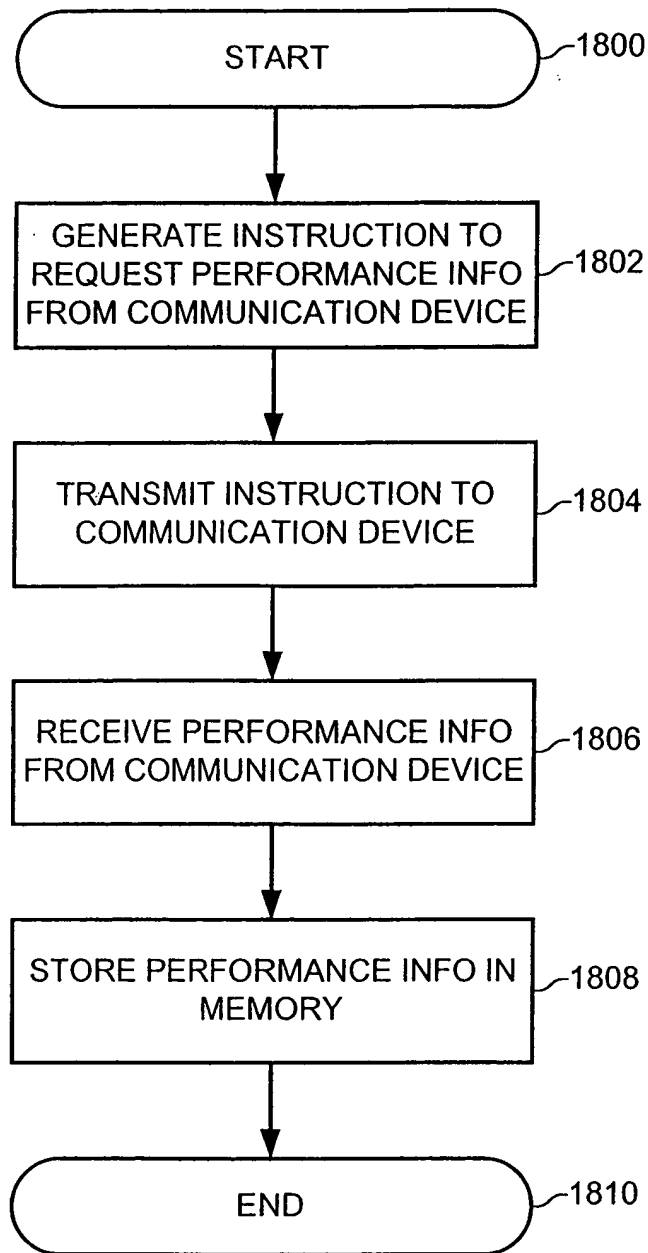 START
1800
GENERATE INSTRUCTION TO
REQUEST PERFORMANCE INFO
FROM COMMUNICATION DEVICE
1802
TRANSMIT INSTRUCTION TO
COMMUNICATION DEVICE
1804
RECEIVE PERFORMANCE INFO
FROM COMMUNICATION DEVICE
1806
STORE PERFORMANCE INFO IN
MEMORY
1808
END
1810